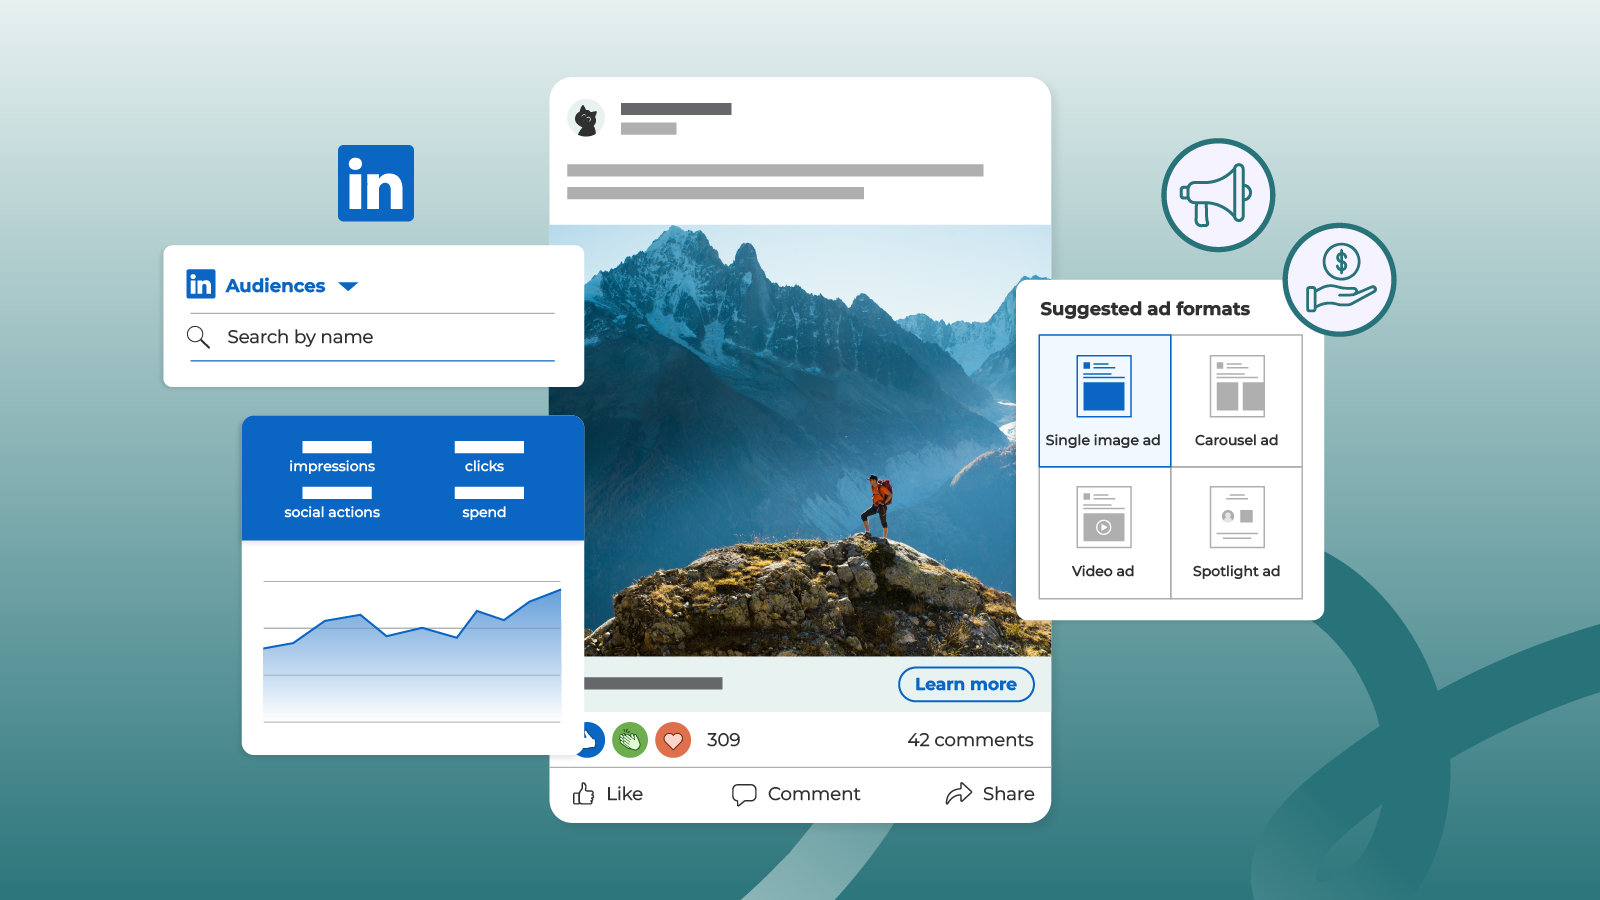 in
in Audiences
Search by name
impressions
clicks
social actions
spend
Suggested ad formats
Single image ad
Carousel ad
Video ad
Spotlight ad
$
Learn more
309
42 comments
Like
Comment
Share